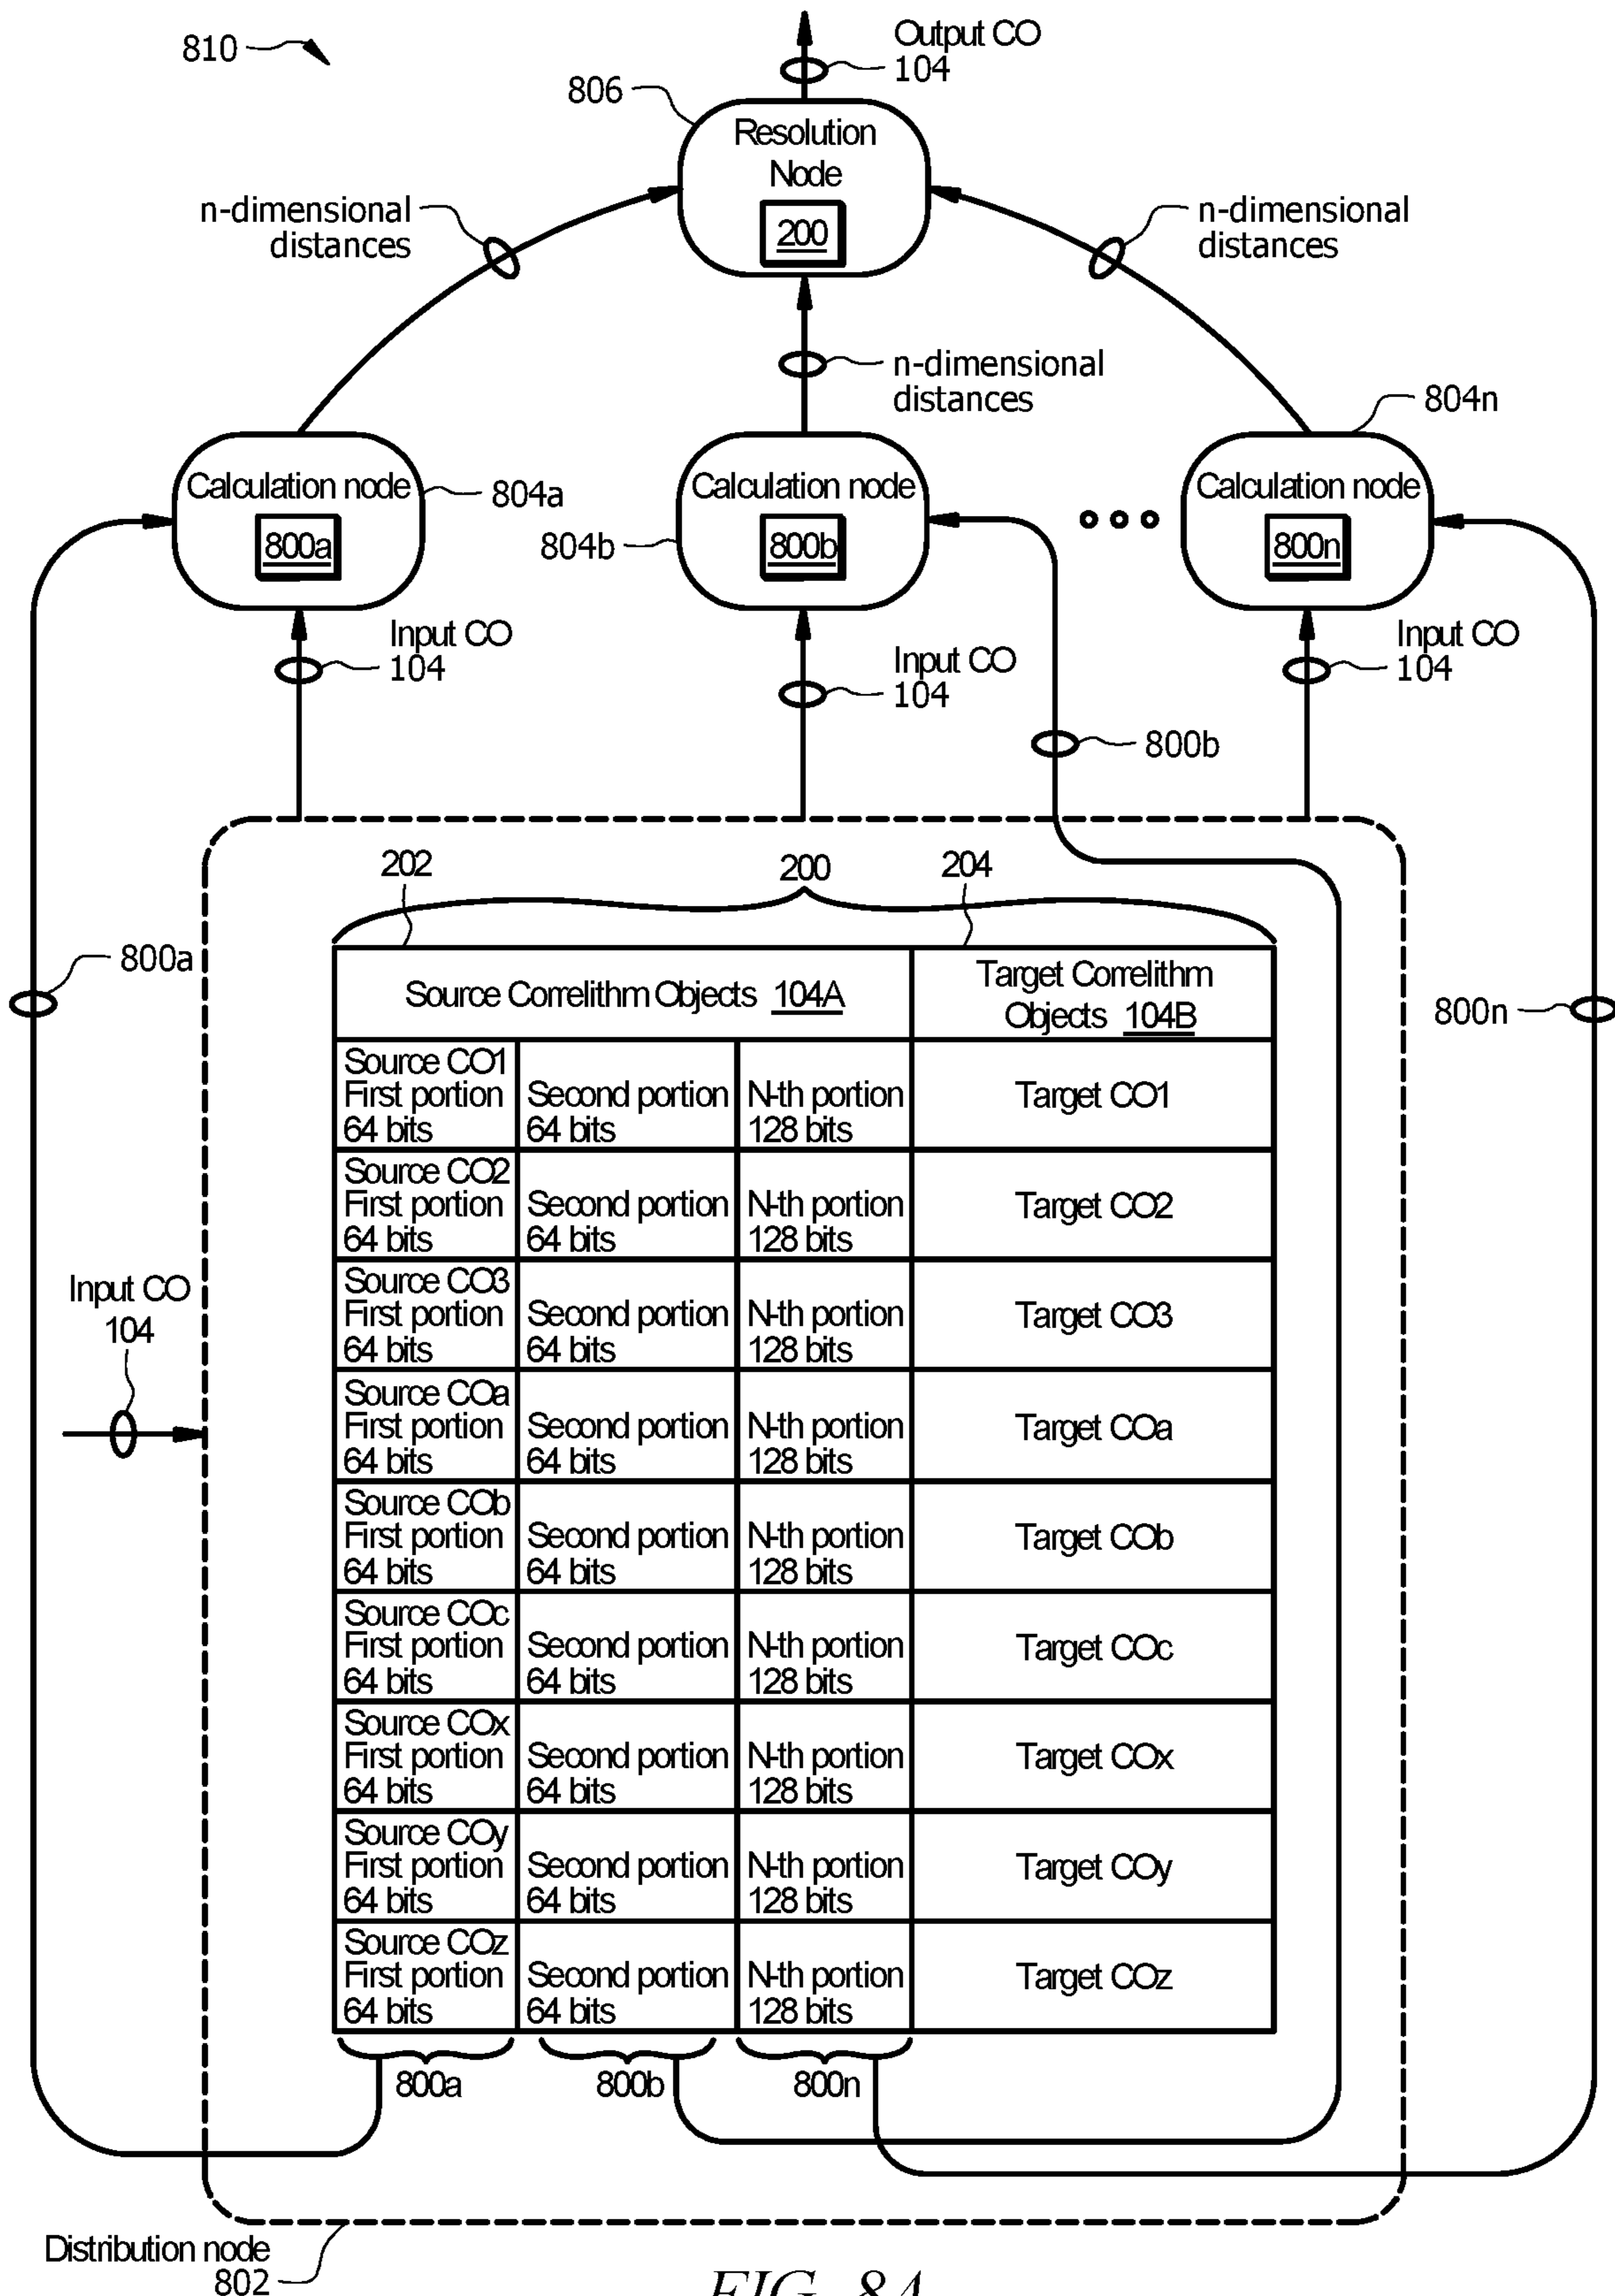 810
Output CO
104
806
Resolution
Node
200
n-dimensional
distances
n-dimensional
distances
n-dimensional
distances
804n
Calculation node
800a
804a
Calculation node
800b
804b
Calculation node
800n
Input CO
104
Input CO
104
Input CO
104
800b
202
200
204
800a
800n
Source Correlithm Objects 104A
Target Correlithm
Objects 104B
Source CO1
First portion
64 bits
Second portion
64 bits
N-th portion
128 bits
Target CO1
Source CO2
First portion
64 bits
Second portion
64 bits
N-th portion
128 bits
Target CO2
Source CO3
First portion
64 bits
Second portion
64 bits
N-th portion
128 bits
Target CO3
Input CO
104
Source COa
First portion
64 bits
Second portion
64 bits
N-th portion
128 bits
Target COa
Source COb
First portion
64 bits
Second portion
64 bits
N-th portion
128 bits
Target COb
Source COc
First portion
64 bits
Second portion
64 bits
N-th portion
128 bits
Target COc
Source COx
First portion
64 bits
Second portion
64 bits
N-th portion
128 bits
Target COx
Source COy
First portion
64 bits
Second portion
64 bits
N-th portion
128 bits
Target COy
Source COz
First portion
64 bits
Second portion
64 bits
N-th portion
128 bits
Target COz
800a
800b
800n
Distribution node
802
FIG. 8A